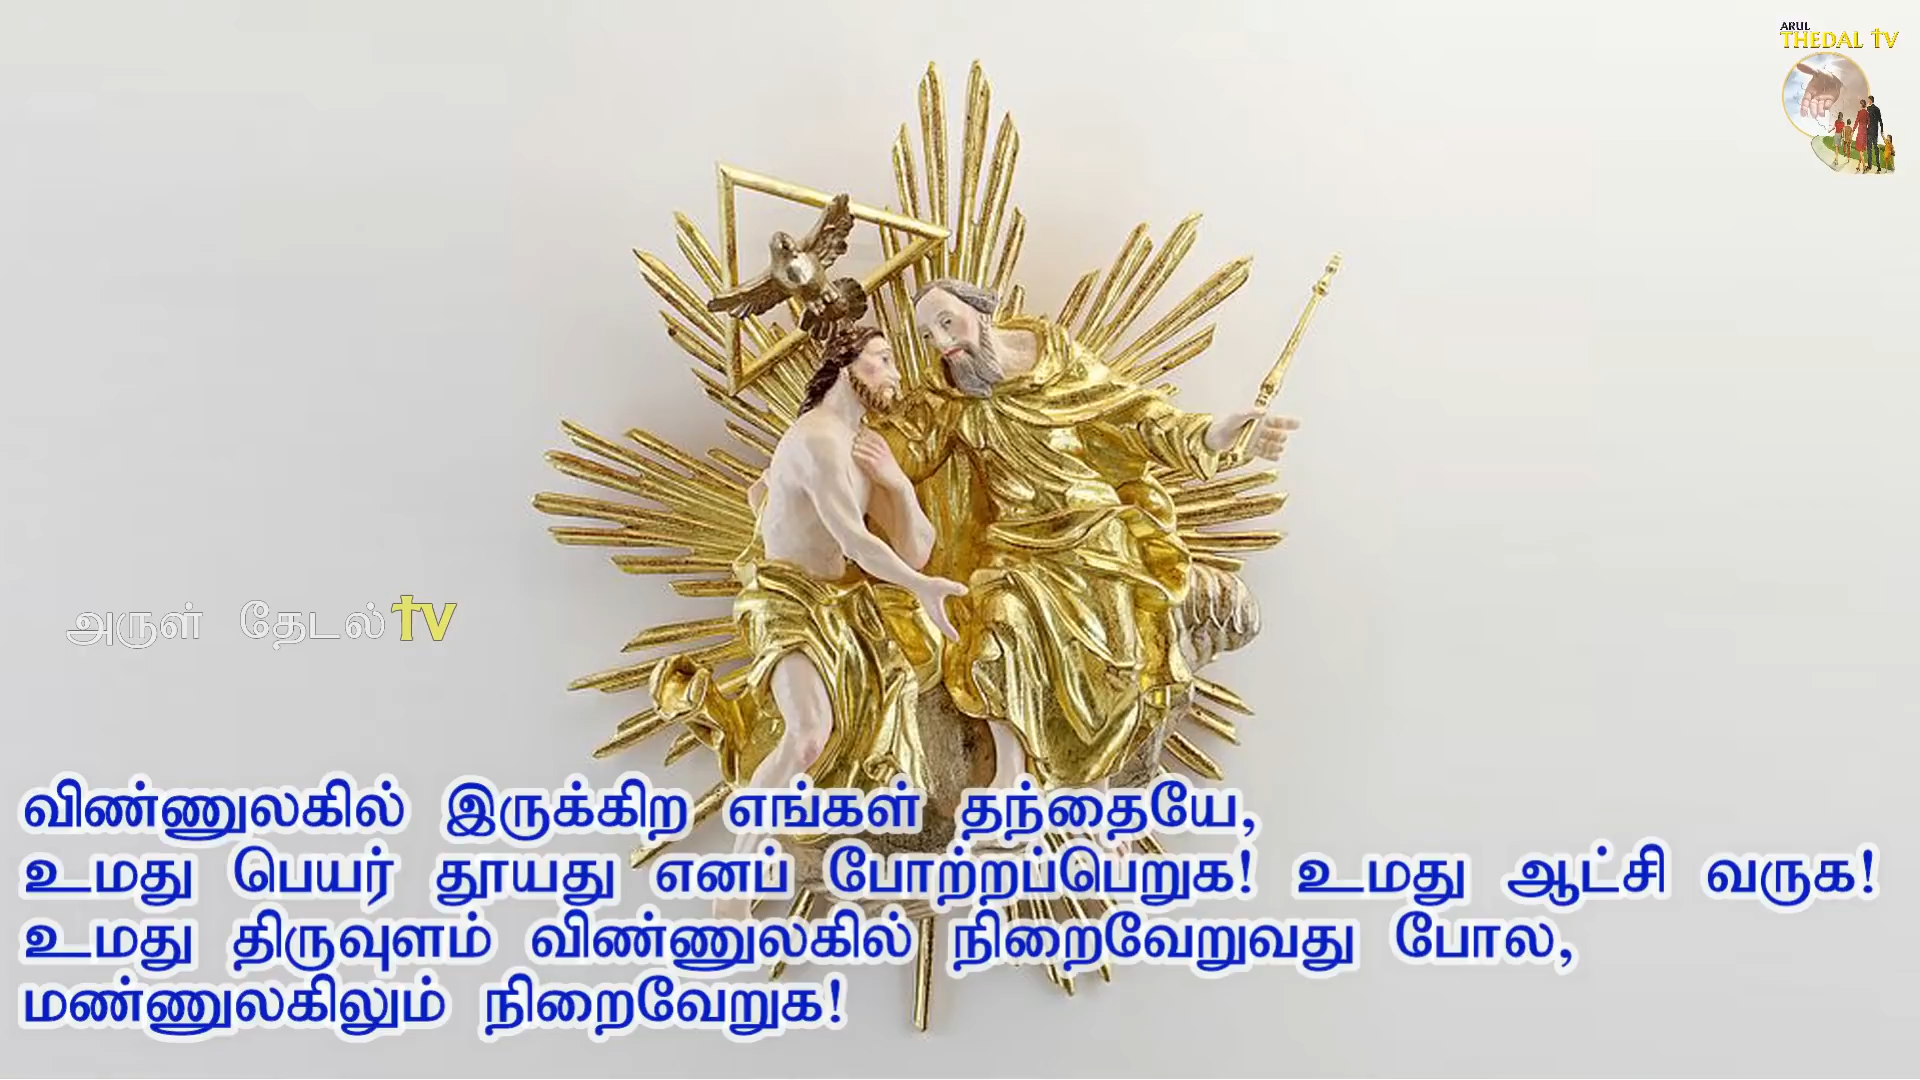 ARUL
THEDAL TV
அருள் தேடல் TV
விண்ணுலகில் இருக்கிற எங்கள் தந்தையே,
உமது பெயர் தூயது எனப் போற்றப்பெறுக! உமது ஆட்சி வருக!
உமது திருவுளம் விண்ணுலகில் நிறைவேறுவது போல,
மண்ணுலகிலும் நிறைவேறுக!